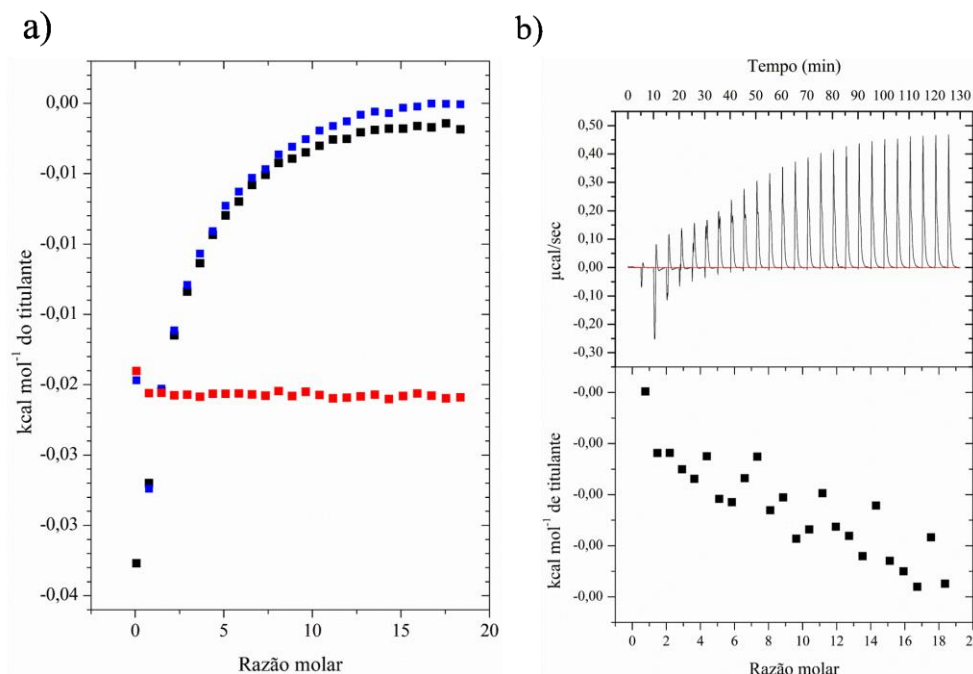 a)
0,00
-0,01
-0,01
-0,01
-0,02
-0,03
-0,03
-0,04
kcal mol⁻¹ do titulante
0 5 10 15 20
Razão molar
b)
Tempo (min)
0 10 20 30 40 50 60 70 80 90 100 110 120 130
0,50
0,40
0,30
0,20
0,10
0,00
-0,10
-0,20
-0,30
µcal/sec
-0,00
-0,00
-0,00
-0,00
-0,00
kcal mol⁻¹ de titulante
0 2 4 6 8 10 12 14 16 18
Razão molar